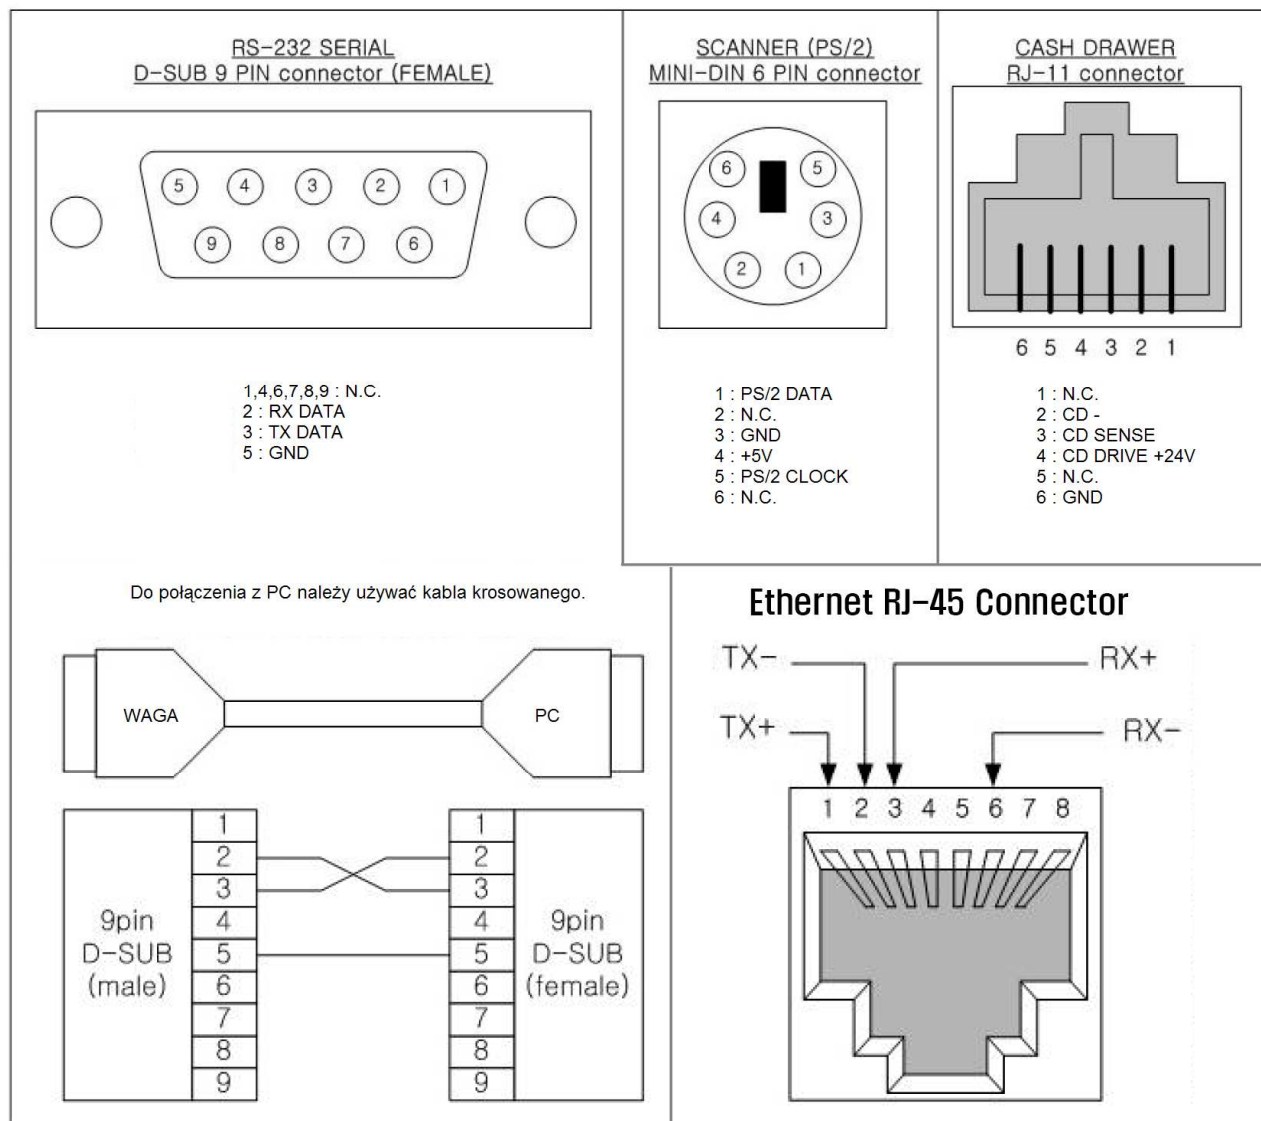 RS-232 SERIAL
D-SUB 9 PIN connector (FEMALE)
5 4 3 2 1
9 8 7 6
1,4,6,7,8,9 : N.C.
2 : RX DATA
3 : TX DATA
5 : GND
SCANNER (PS/2)
MINI-DIN 6 PIN connector
6 5
4 3
2 1
1 : PS/2 DATA
2 : N.C.
3 : GND
4 : +5V
5 : PS/2 CLOCK
6 : N.C.
CASH DRAWER
RJ-11 connector
6 5 4 3 2 1
1 : N.C.
2 : CD -
3 : CD SENSE
4 : CD DRIVE +24V
5 : N.C.
6 : GND
Do połączenia z PC należy używać kabla krosowanego.
WAGA
PC
9pin
D-SUB
(male)
1
2
3
4
5
6
7
8
9
1
2
3
4
5
6
7
8
9
9pin
D-SUB
(female)
Ethernet RJ-45 Connector
TX- RX+
TX+ RX-
1 2 3 4 5 6 7 8